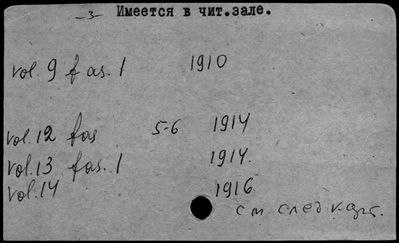 -3- Имеется в чит.зале.
vol. 9 fas. 1 1910
vol. 12 fas 5-6 1914
vol. 13 fas. 1 1914.
vol. 14 1916
см. след